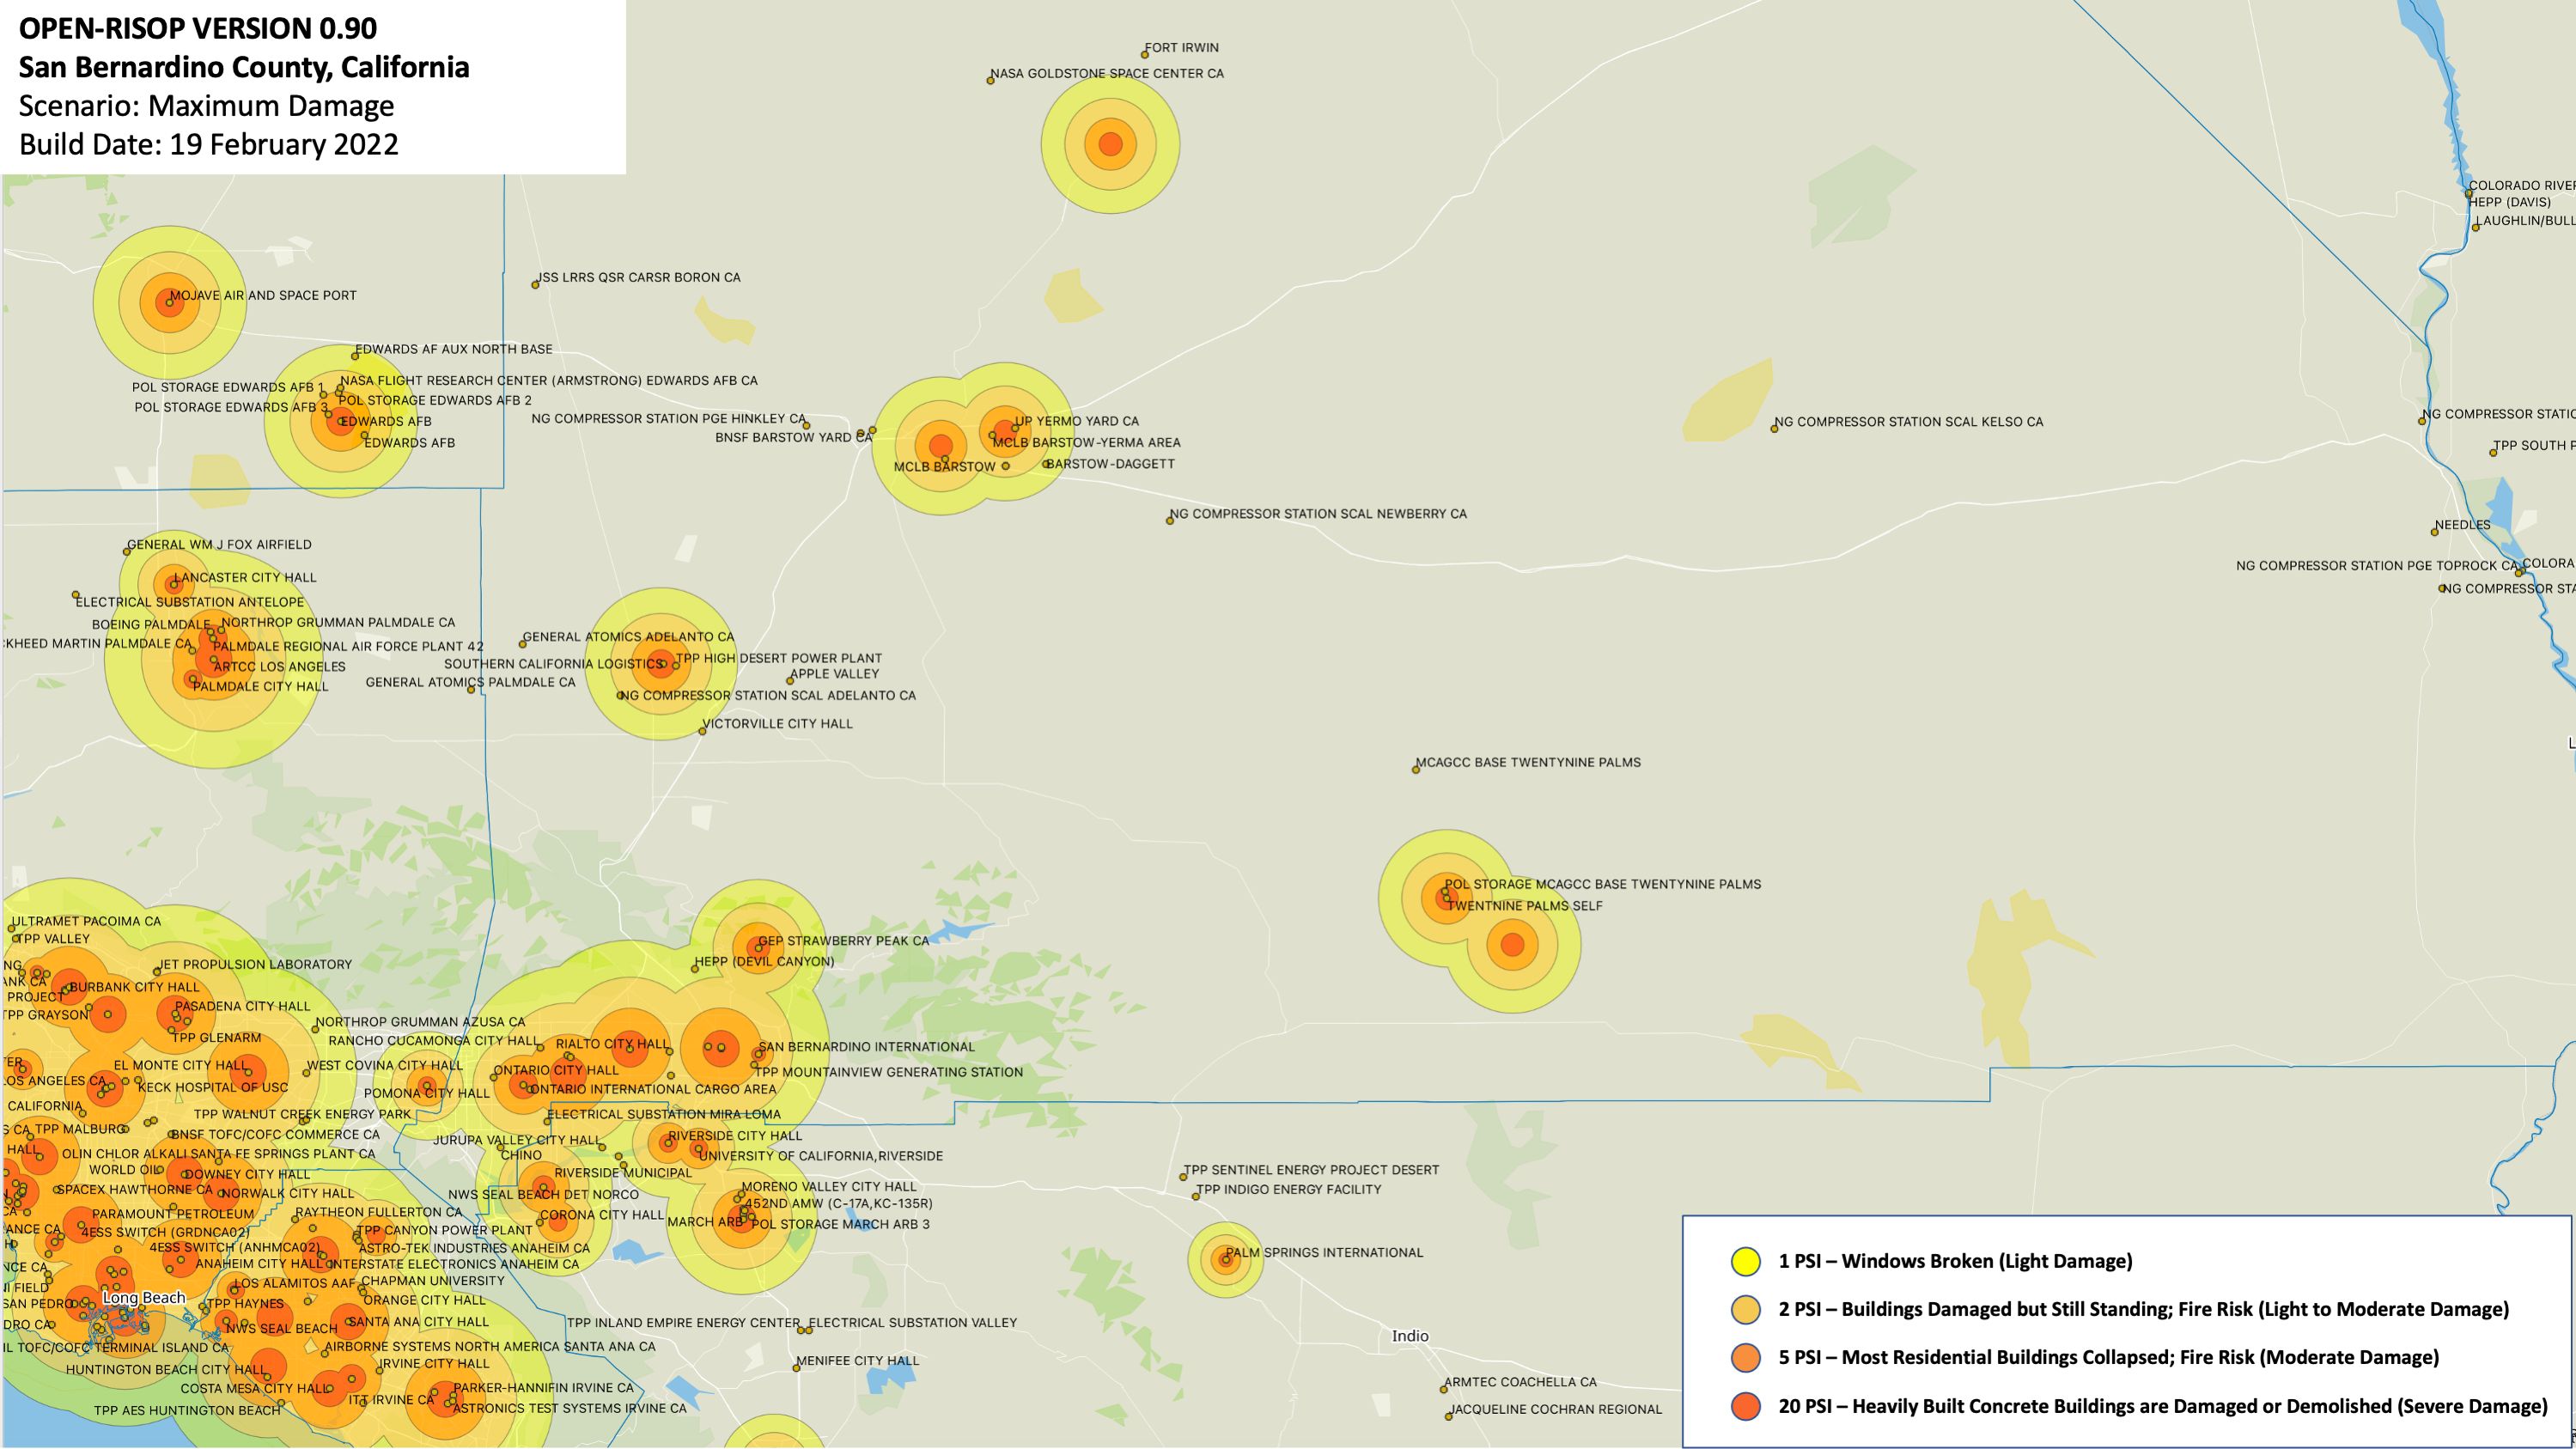 OPEN-RISOP VERSION 0.90
San Bernardino County, California
Scenario: Maximum Damage
Build Date: 19 February 2022
FORT IRWIN
NASA GOLDSTONE SPACE CENTER CA
COLORADO RIVE
HEPP (DAVIS)
LAUGHLIN/BULL
JSS LRRS QSR CARSR BORON CA
MOJAVE AIR AND SPACE PORT
EDWARDS AF AUX NORTH BASE
NASA FLIGHT RESEARCH CENTER (ARMSTRONG) EDWARDS AFB CA
POL STORAGE EDWARDS AFB 1
POL STORAGE EDWARDS AFB 2
POL STORAGE EDWARDS AFB 3
EDWARDS AFB
EDWARDS AFB
NG COMPRESSOR STATION PGE HINKLEY CA
BNSF BARSTOW YARD CA
UP YERMO YARD CA
MCLB BARSTOW-YERMA AREA
MCLB BARSTOW
BARSTOW-DAGGETT
NG COMPRESSOR STATION SCAL KELSO CA
NG COMPRESSOR STATIO
TPP SOUTH P
NG COMPRESSOR STATION SCAL NEWBERRY CA
NEEDLES
NG COMPRESSOR STATION PGE TOPROCK CA
COLORA
NG COMPRESSOR STA
GENERAL WM J FOX AIRFIELD
LANCASTER CITY HALL
ELECTRICAL SUBSTATION ANTELOPE
BOEING PALMDALE
NORTHROP GRUMMAN PALMDALE CA
CKHEED MARTIN PALMDALE CA
PALMDALE REGIONAL AIR FORCE PLANT 42
ARTCC LOS ANGELES
PALMDALE CITY HALL
GENERAL ATOMICS ADELANTO CA
SOUTHERN CALIFORNIA LOGISTICS
TPP HIGH DESERT POWER PLANT
GENERAL ATOMICS PALMDALE CA
APPLE VALLEY
NG COMPRESSOR STATION SCAL ADELANTO CA
VICTORVILLE CITY HALL
L
MCAGCC BASE TWENTYNINE PALMS
POL STORAGE MCAGCC BASE TWENTYNINE PALMS
TWENTNINE PALMS SELF
ULTRAMET PACOIMA CA
TPP VALLEY
GEP STRAWBERRY PEAK CA
HEPP (DEVIL CANYON)
NG
JET PROPULSION LABORATORY
ANK CA
BURBANK CITY HALL
PROJECT
PASADENA CITY HALL
TPP GRAYSON
NORTHROP GRUMMAN AZUSA CA
TPP GLENARM
RANCHO CUCAMONGA CITY HALL
RIALTO CITY HALL
SAN BERNARDINO INTERNATIONAL
TER
EL MONTE CITY HALL
WEST COVINA CITY HALL
ONTARIO CITY HALL
TPP MOUNTAINVIEW GENERATING STATION
LOS ANGELES CA
KECK HOSPITAL OF USC
POMONA CITY HALL
ONTARIO INTERNATIONAL CARGO AREA
CALIFORNIA
TPP WALNUT CREEK ENERGY PARK
ELECTRICAL SUBSTATION MIRA LOMA
S CA
TPP MALBURG
BNSF TOFC/COFC COMMERCE CA
JURUPA VALLEY CITY HALL
RIVERSIDE CITY HALL
HALL
OLIN CHLOR ALKALI SANTA FE SPRINGS PLANT CA
CHINO
UNIVERSITY OF CALIFORNIA,RIVERSIDE
WORLD OIL
DOWNEY CITY HALL
RIVERSIDE MUNICIPAL
TPP SENTINEL ENERGY PROJECT DESERT
SPACEX HAWTHORNE CA
NORWALK CITY HALL
NWS SEAL BEACH DET NORCO
MORENO VALLEY CITY HALL
TPP INDIGO ENERGY FACILITY
452ND AMW (C-17A,KC-135R)
CA
PARAMOUNT PETROLEUM
RAYTHEON FULLERTON CA
CORONA CITY HALL
MARCH ARB
POL STORAGE MARCH ARB 3
ANCE CA
4ESS SWITCH (GRDNCA02)
TPP CANYON POWER PLANT
4ESS SWITCH (ANHMCA02)
ASTRO-TEK INDUSTRIES ANAHEIM CA
PALM SPRINGS INTERNATIONAL
NCE CA
ANAHEIM CITY HALL
INTERSTATE ELECTRONICS ANAHEIM CA
NI FIELD
LOS ALAMITOS AAF
CHAPMAN UNIVERSITY
SAN PEDRO
Long Beach
TPP HAYNES
ORANGE CITY HALL
DRO CA
NWS SEAL BEACH
SANTA ANA CITY HALL
TPP INLAND EMPIRE ENERGY CENTER
ELECTRICAL SUBSTATION VALLEY
Indio
IL TOFC/COFC TERMINAL ISLAND CA
AIRBORNE SYSTEMS NORTH AMERICA SANTA ANA CA
HUNTINGTON BEACH CITY HALL
IRVINE CITY HALL
MENIFEE CITY HALL
COSTA MESA CITY HALL
PARKER-HANNIFIN IRVINE CA
ARMTEC COACHELLA CA
ITT IRVINE CA
TPP AES HUNTINGTON BEACH
ASTRONICS TEST SYSTEMS IRVINE CA
JACQUELINE COCHRAN REGIONAL
1 PSI – Windows Broken (Light Damage)
2 PSI – Buildings Damaged but Still Standing; Fire Risk (Light to Moderate Damage)
5 PSI – Most Residential Buildings Collapsed; Fire Risk (Moderate Damage)
20 PSI – Heavily Built Concrete Buildings are Damaged or Demolished (Severe Damage)